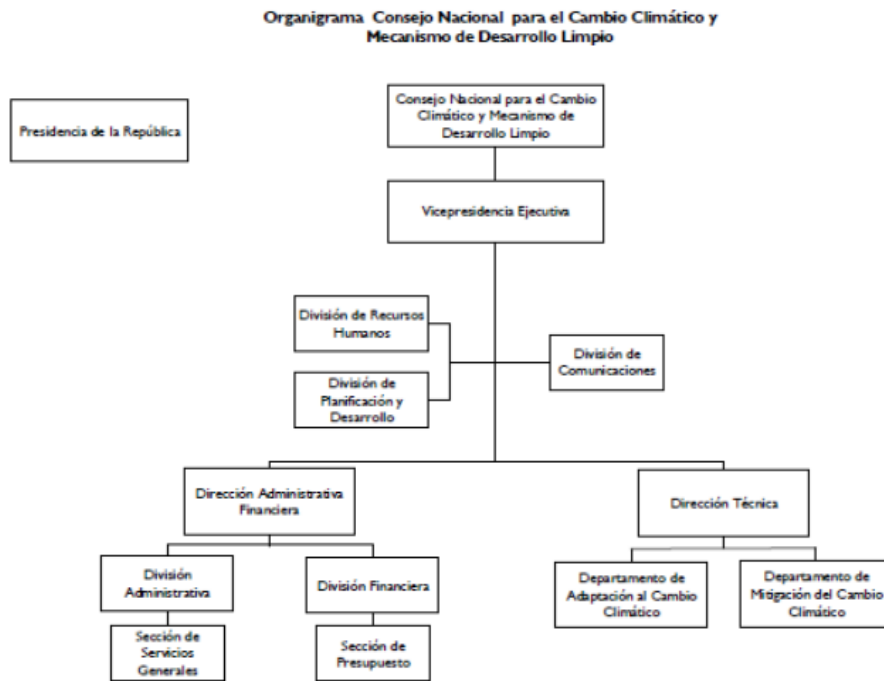 Organigrama Consejo Nacional para el Cambio Climático y
Mecanismo de Desarrollo Limpio
Presidencia de la República
Consejo Nacional para el Cambio
Climático y Mecanismo de
Desarrollo Limpio
Vicepresidencia Ejecutiva
División de Recursos
Humanos
División de
Comunicaciones
División de
Planificación y
Desarrollo
Dirección Administrativa
Financiera
Dirección Técnica
División
Administrativa
División Financiera
Departamento de
Adaptación al Cambio
Climático
Departamento de
Mitigación del Cambio
Climático
Sección de
Servicios
Generales
Sección de
Presupuesto